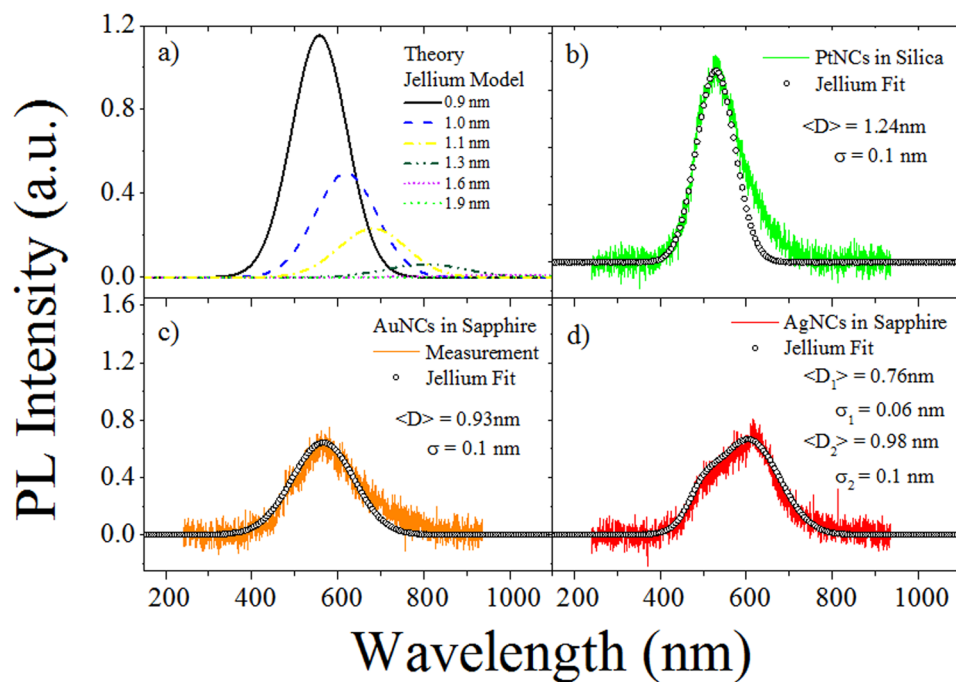 PL Intensity (a.u.)
1.2
0.8
0.4
0.0
a)
Theory
Jellium Model
0.9 nm
1.0 nm
1.1 nm
1.3 nm
1.6 nm
1.9 nm
b)
PtNCs in Silica
Jellium Fit
<D> = 1.24nm
σ = 0.1 nm
1.6
1.2
0.8
0.4
0.0
c)
AuNCs in Sapphire
Measurement
Jellium Fit
<D> = 0.93nm
σ = 0.1 nm
d)
AgNCs in Sapphire
Jellium Fit
<D₁> = 0.76nm
σ₁ = 0.06 nm
<D₂> = 0.98 nm
σ₂ = 0.1 nm
200 400 600 800 1000
200 400 600 800 1000
Wavelength (nm)